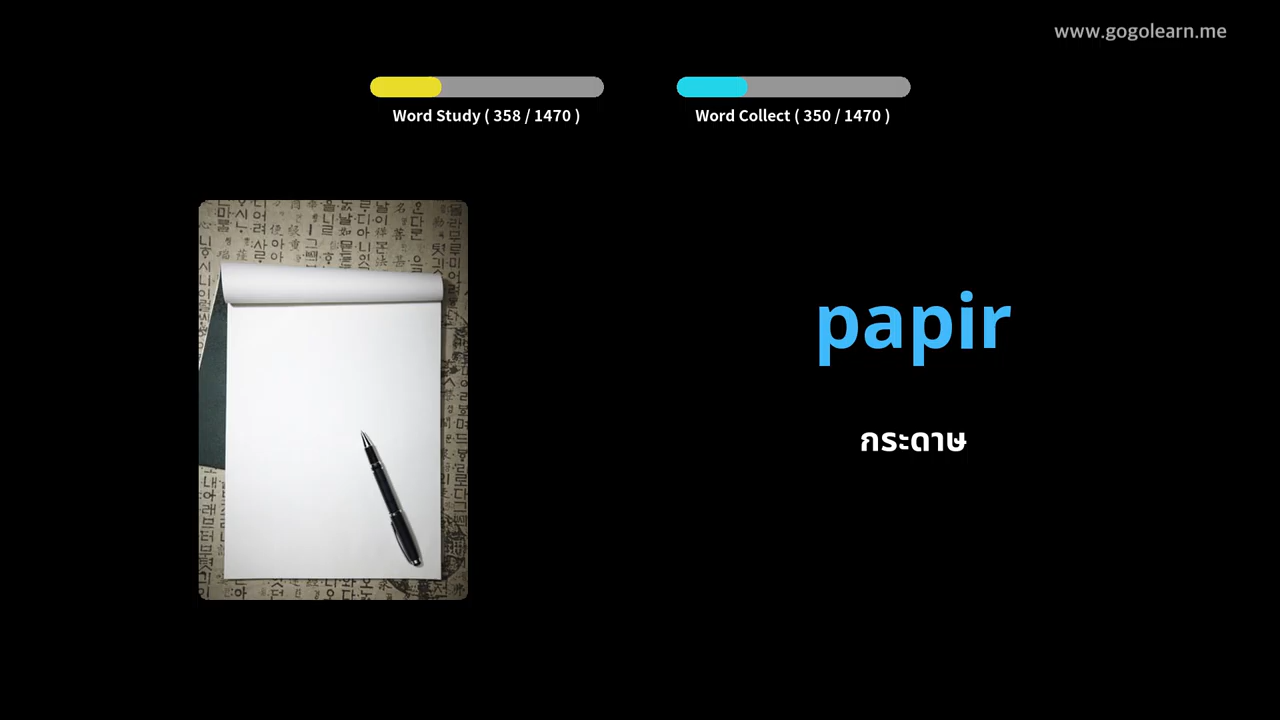 www.gogolearn.me
Word Study ( 358 / 1470 )
Word Collect ( 350 / 1470 )
papir
กระดาษ